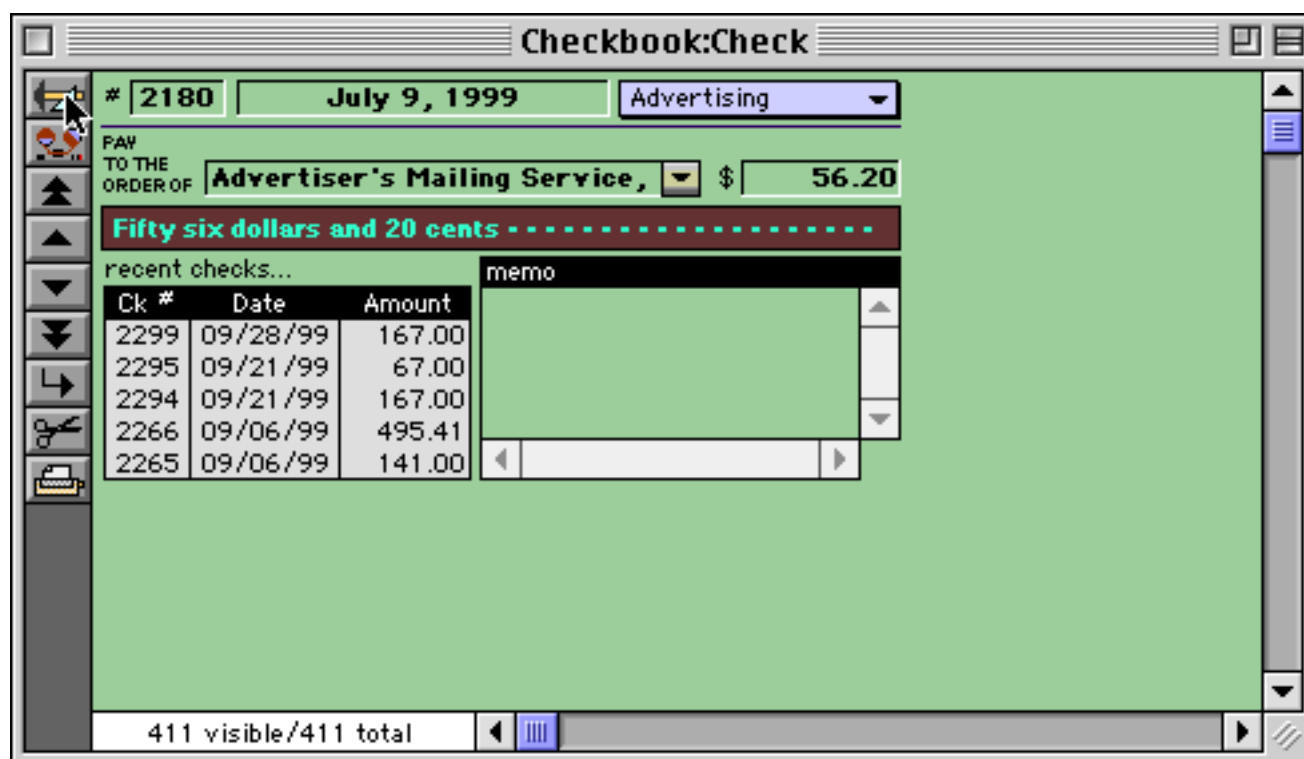 Checkbook:Check
# 2180 July 9, 1999 Advertising
PAY
TO THE
ORDER OF Advertiser's Mailing Service, $ 56.20
Fifty six dollars and 20 cents - - - - - - - - - - - - - - - - - - - -
recent checks... memo
Ck # Date Amount
2299 09/28/99 167.00
2295 09/21/99 67.00
2294 09/21/99 167.00
2266 09/06/99 495.41
2265 09/06/99 141.00
411 visible/411 total